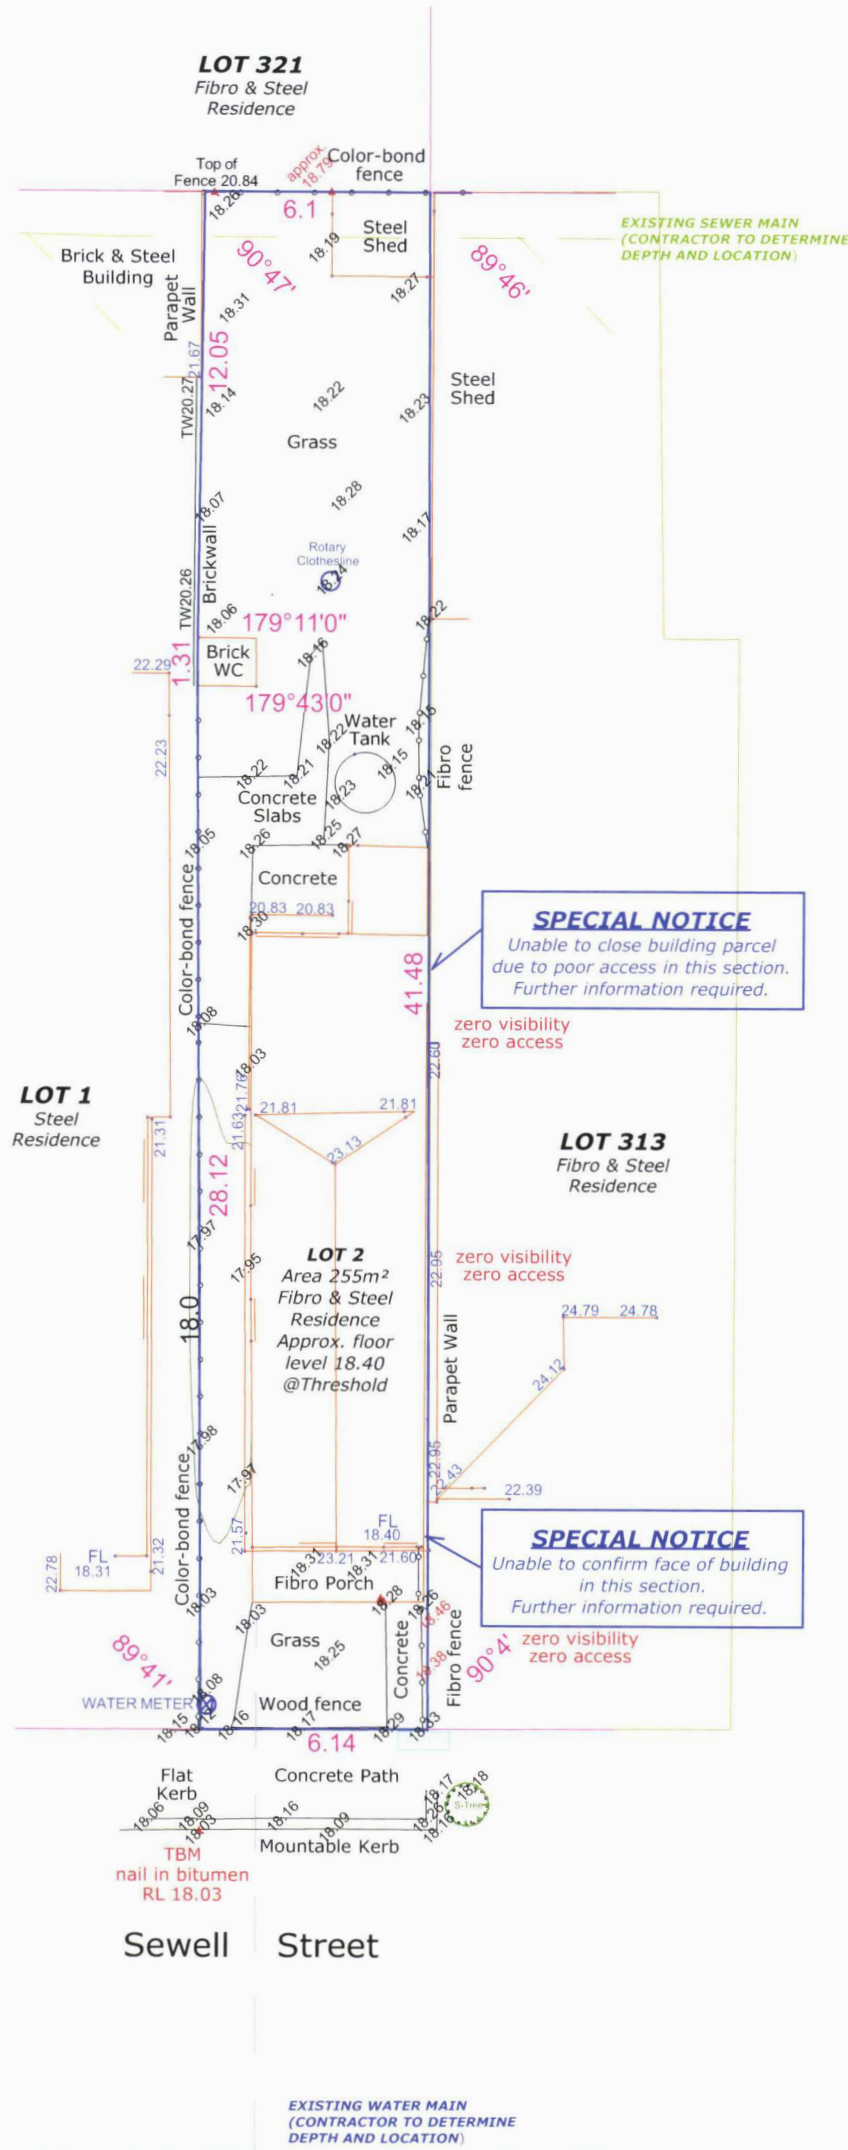 LOT 321
Fibro & Steel
Residence
Top of
Fence 20.84
approx.
18.79
Color-bond
fence
18.26
6.1
Steel
Shed
18.19
EXISTING SEWER MAIN
(CONTRACTOR TO DETERMINE
DEPTH AND LOCATION)
Brick & Steel
Building
90°47'
89°46'
18.27
Parapet
Wall
18.31
12.05
21.67
TW20.27
18.14
18.22
18.23
Steel
Shed
Grass
18.28
18.07
18.17
Brickwall
Rotary
Clothesline
18.24
TW20.26
18.06
179°11'0"
18.22
1.31
Brick
WC
18.16
22.29
179°43'0"
18.15
Water
Tank
18.22
22.23
18.22
18.21
18.15
Fibro
fence
18.21
18.23
Concrete
Slabs
18.05
18.26
18.25
18.27
Color-bond fence
Concrete
20.83
20.83
18.30
SPECIAL NOTICE
Unable to close building parcel
due to poor access in this section.
Further information required.
41.48
18.08
zero visibility
zero access
22.60
18.03
21.76
LOT 1
Steel
Residence
21.81
21.81
21.63
21.31
23.13
LOT 313
Fibro & Steel
Residence
28.12
17.97
17.95
LOT 2
Area 255m²
Fibro & Steel
Residence
Approx. floor
level 18.40
@Threshold
zero visibility
zero access
22.95
18.0
24.79
24.78
24.12
Parapet Wall
17.98
17.97
22.95
22.43
22.39
Color-bond fence
21.57
FL
18.40
SPECIAL NOTICE
Unable to confirm face of building
in this section.
Further information required.
FL
18.31
22.78
21.32
18.31
23.21
18.31
21.60
Fibro Porch
18.03
18.03
18.28
18.26
18.46
Grass
18.25
Concrete
18.38
Fibro fence
90°4'
zero visibility
zero access
89°41'
18.08
WATER METER
Wood fence
18.15
18.12
18.16
18.17
18.29
18.33
6.14
Flat
Kerb
Concrete Path
18.17
18.18
S-Tree
18.06
18.09
18.03
18.16
18.09
18.26
18.16
Mountable Kerb
TBM
nail in bitumen
RL 18.03
Sewell Street
EXISTING WATER MAIN
(CONTRACTOR TO DETERMINE
DEPTH AND LOCATION)